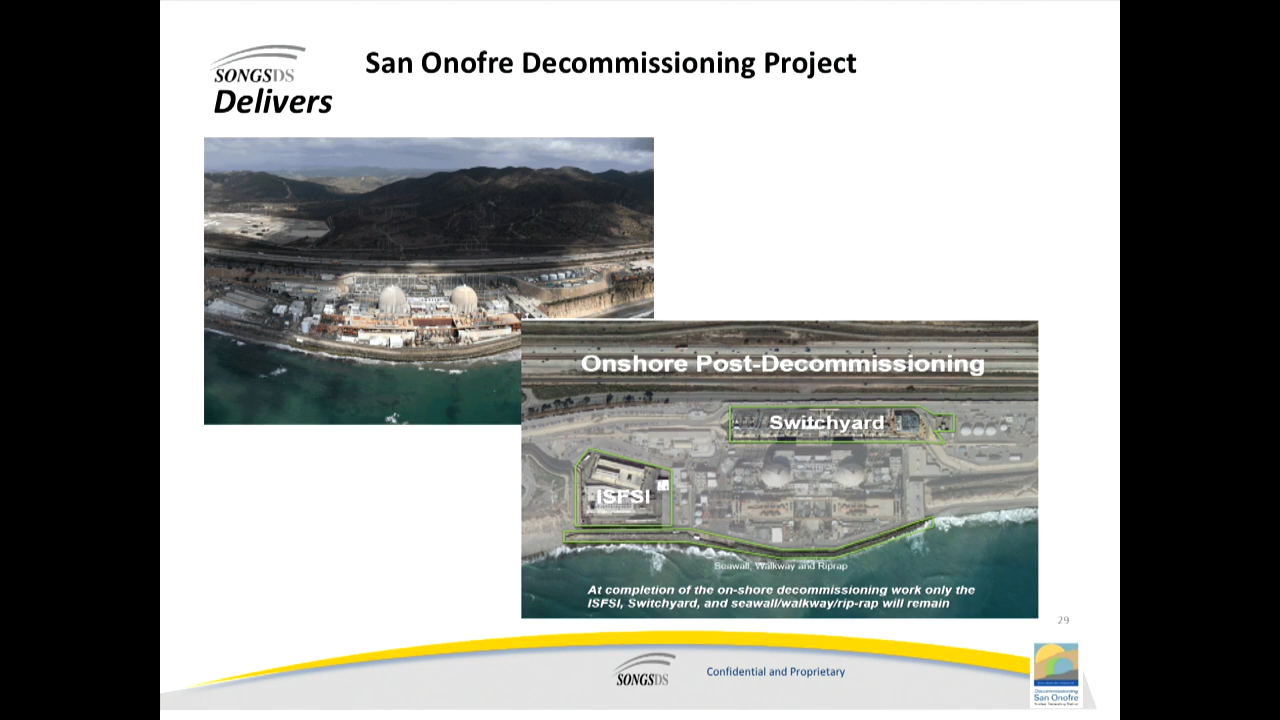 SONGSDS
Delivers
San Onofre Decommissioning Project
Onshore Post-Decommissioning
Switchyard
ISFSI
Seawall, Walkway and Riprap
At completion of the on-shore decommissioning work only the
ISFSI, Switchyard, and seawall/walkway/rip-rap will remain
29
SONGSDS
Confidential and Proprietary
Decommissioning
San Onofre